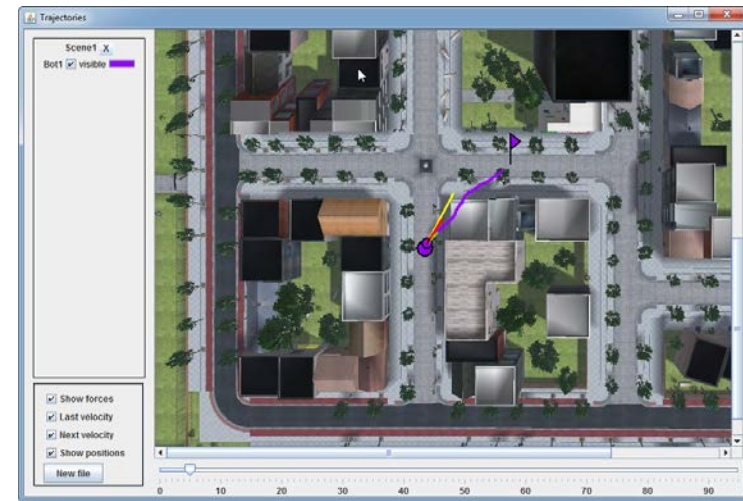 Trajectories
Scene1 X
Bot1 visible
Show forces
Last velocity
Next velocity
Show positions
New file
0 10 20 30 40 50 60 70 80 90